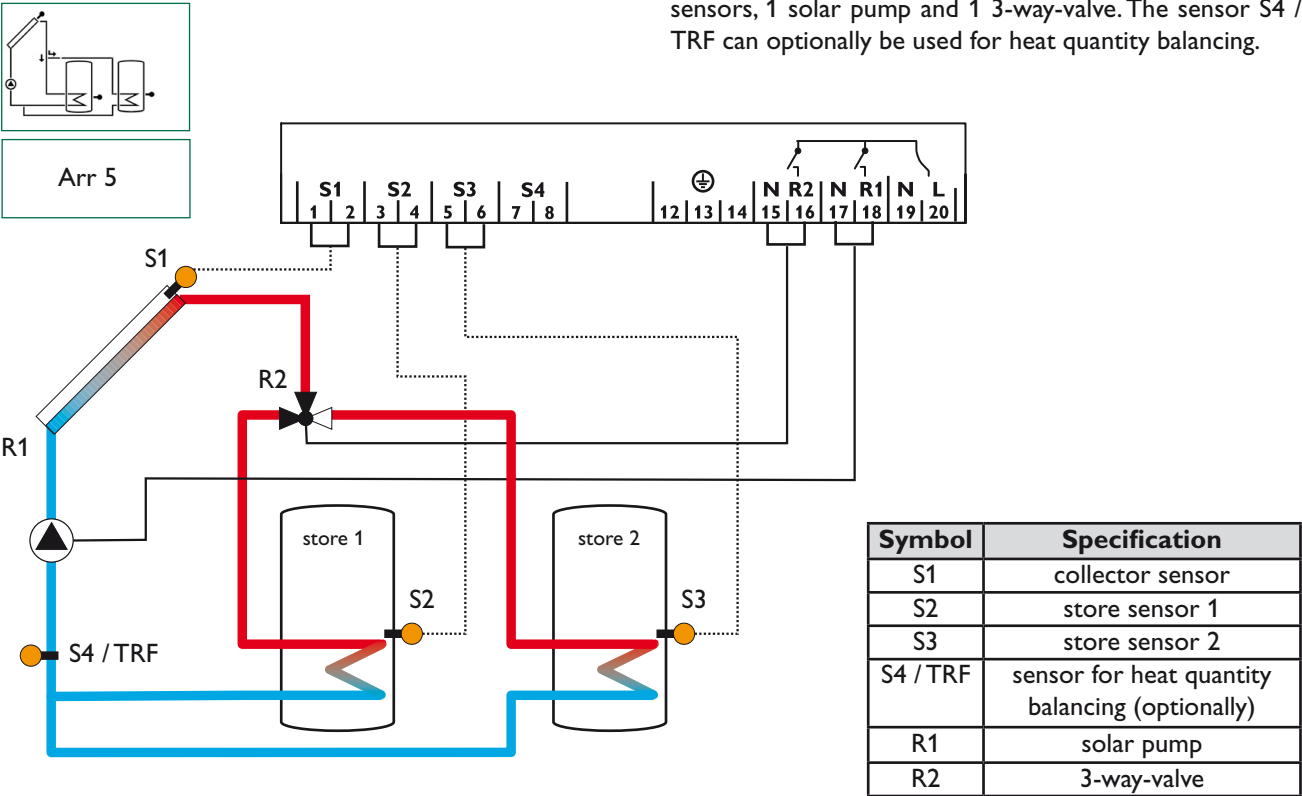 sensors, 1 solar pump and 1 3-way-valve. The sensor S4 /
TRF can optionally be used for heat quantity balancing.
Arr 5
S1 S2 S3 S4 N R2 N R1 N L
1 2 3 4 5 6 7 8 12 13 14 15 16 17 18 19 20
S1
R2
R1
store 1
store 2
S2
S3
S4 / TRF
Symbol Specification
S1 collector sensor
S2 store sensor 1
S3 store sensor 2
S4 / TRF sensor for heat quantity
balancing (optionally)
R1 solar pump
R2 3-way-valve